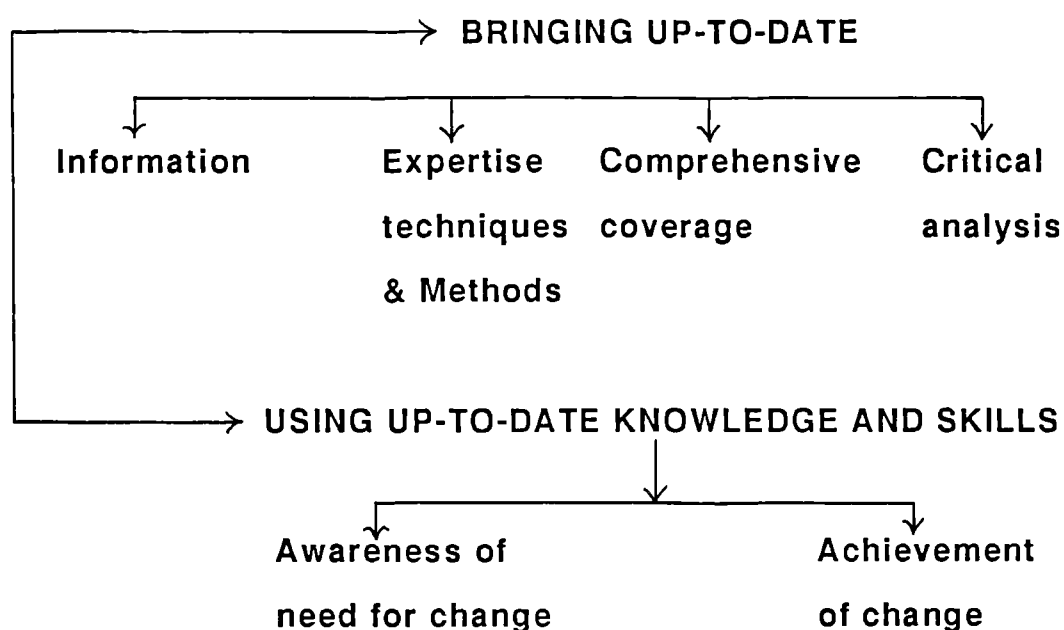 BRINGING UP-TO-DATE
Information
Expertise
techniques
& Methods
Comprehensive
coverage
Critical
analysis
USING UP-TO-DATE KNOWLEDGE AND SKILLS
Awareness of
need for change
Achievement
of change